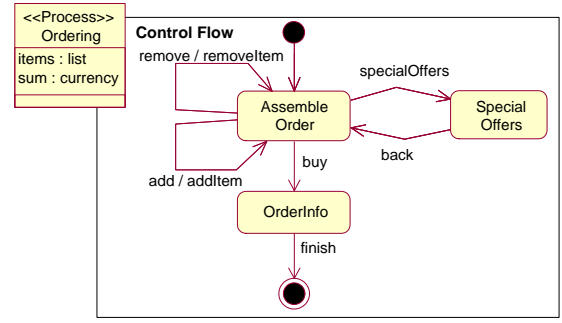 <<Process>>
Ordering
items : list
sum : currency
Control Flow
remove / removeItem
specialOffers
Assemble
Order
Special
Offers
back
buy
add / addItem
OrderInfo
finish